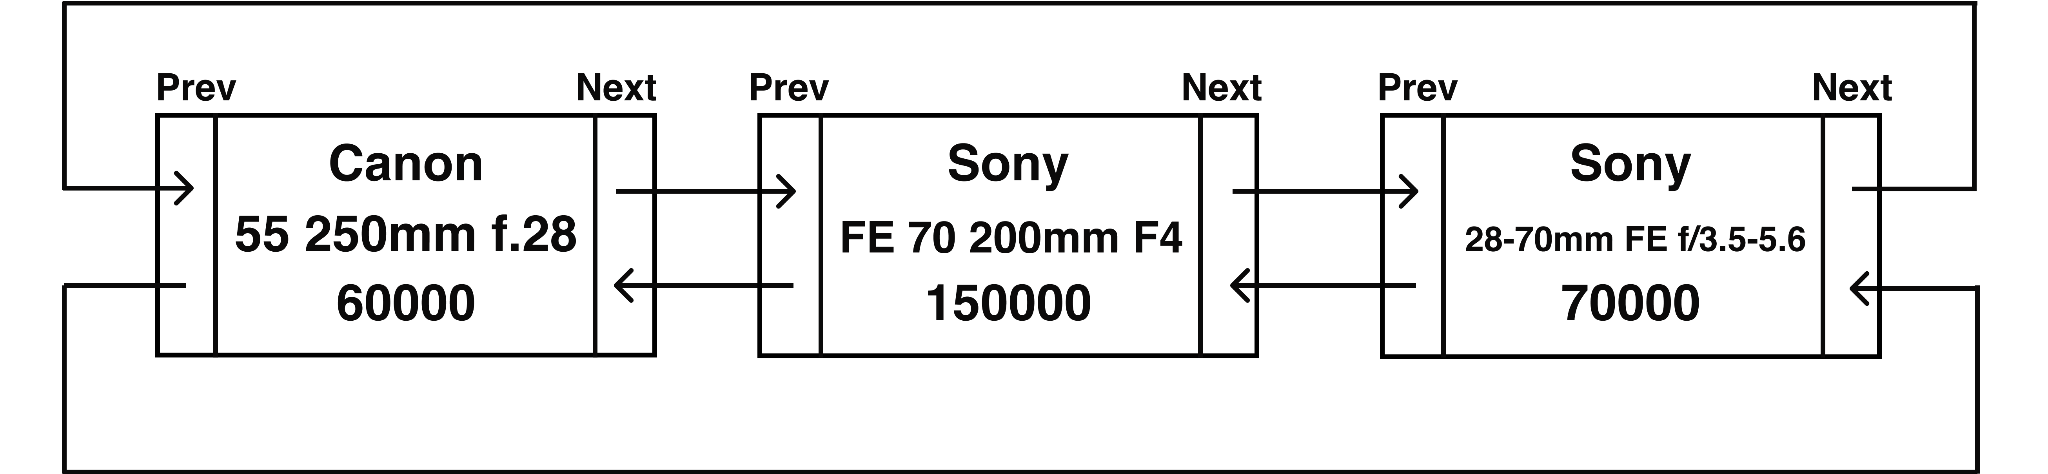 Prev Next Prev Next Prev Next
Canon
55 250mm f.28
60000
Sony
FE 70 200mm F4
150000
Sony
28-70mm FE f/3.5-5.6
70000